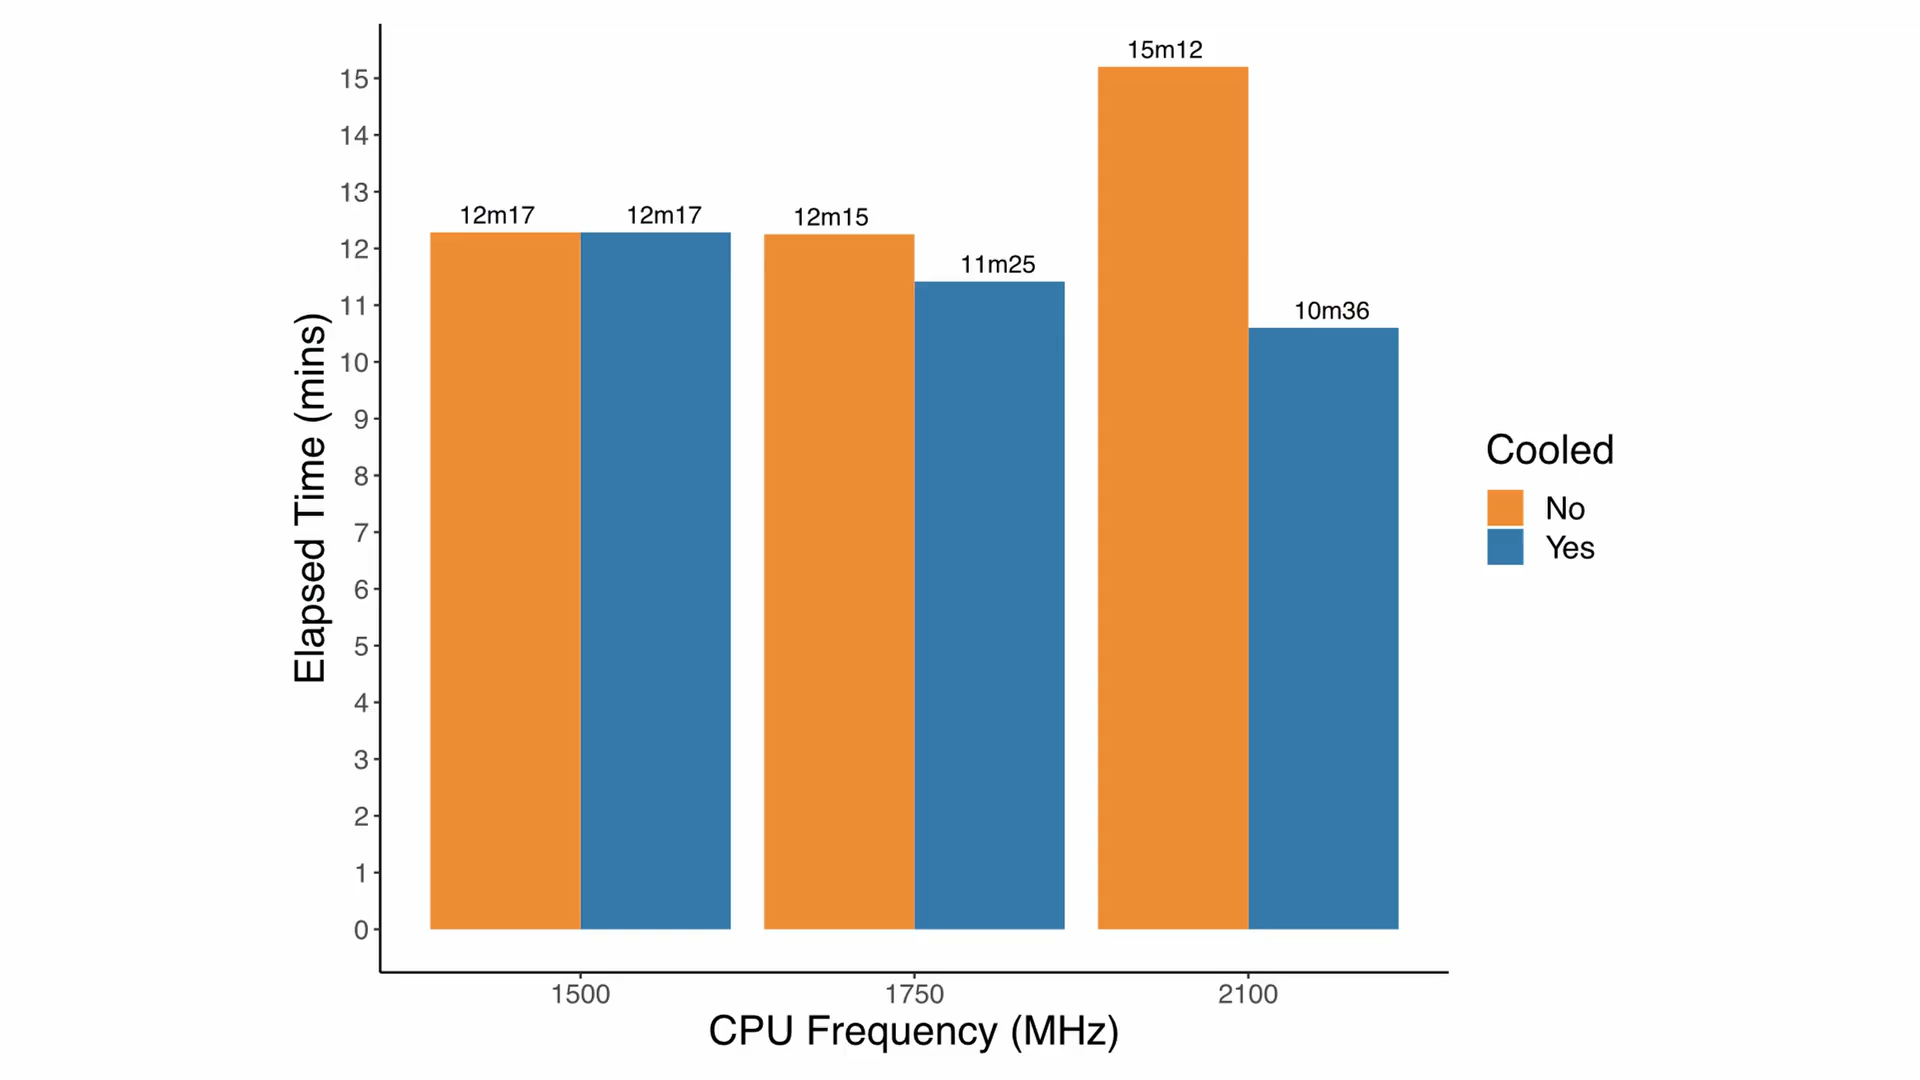 15m12
12m17
12m17
12m15
11m25
10m36
15
14
13
12
11
10
9
8
7
6
5
4
3
2
1
0
Elapsed Time (mins)
1500
1750
2100
CPU Frequency (MHz)
Cooled
No
Yes